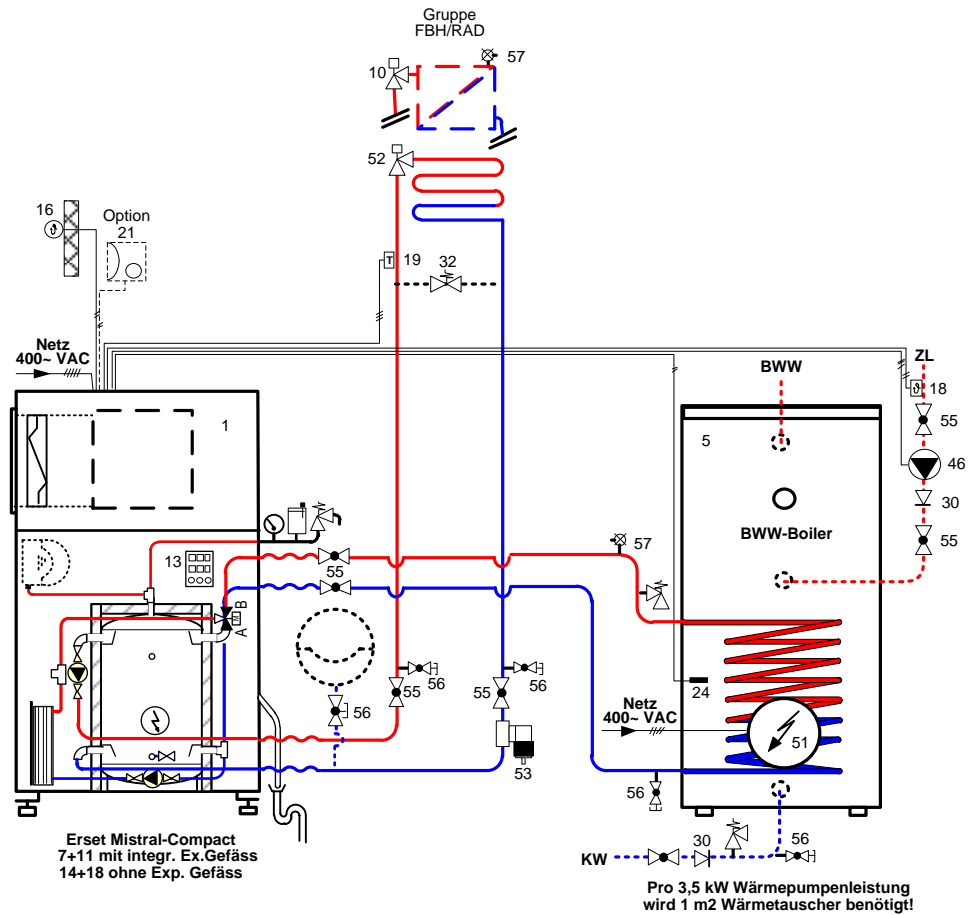 Gruppe
FBH/RAD
57
10
52
16
Option
21
19
32
Netz
400~ VAC
BWW
ZL
18
1
5
55
46
30
BWW-Boiler
55
13
55
57
B
A
56
55
56
55
56
24
Netz
400~ VAC
51
53
56
30
56
KW
Erset Mistral-Compact
7+11 mit integr. Ex.Gefäss
14+18 ohne Exp. Gefäss
Pro 3,5 kW Wärmepumpenleistung
wird 1 m2 Wärmetauscher benötigt!
T
ϑ
ϑ